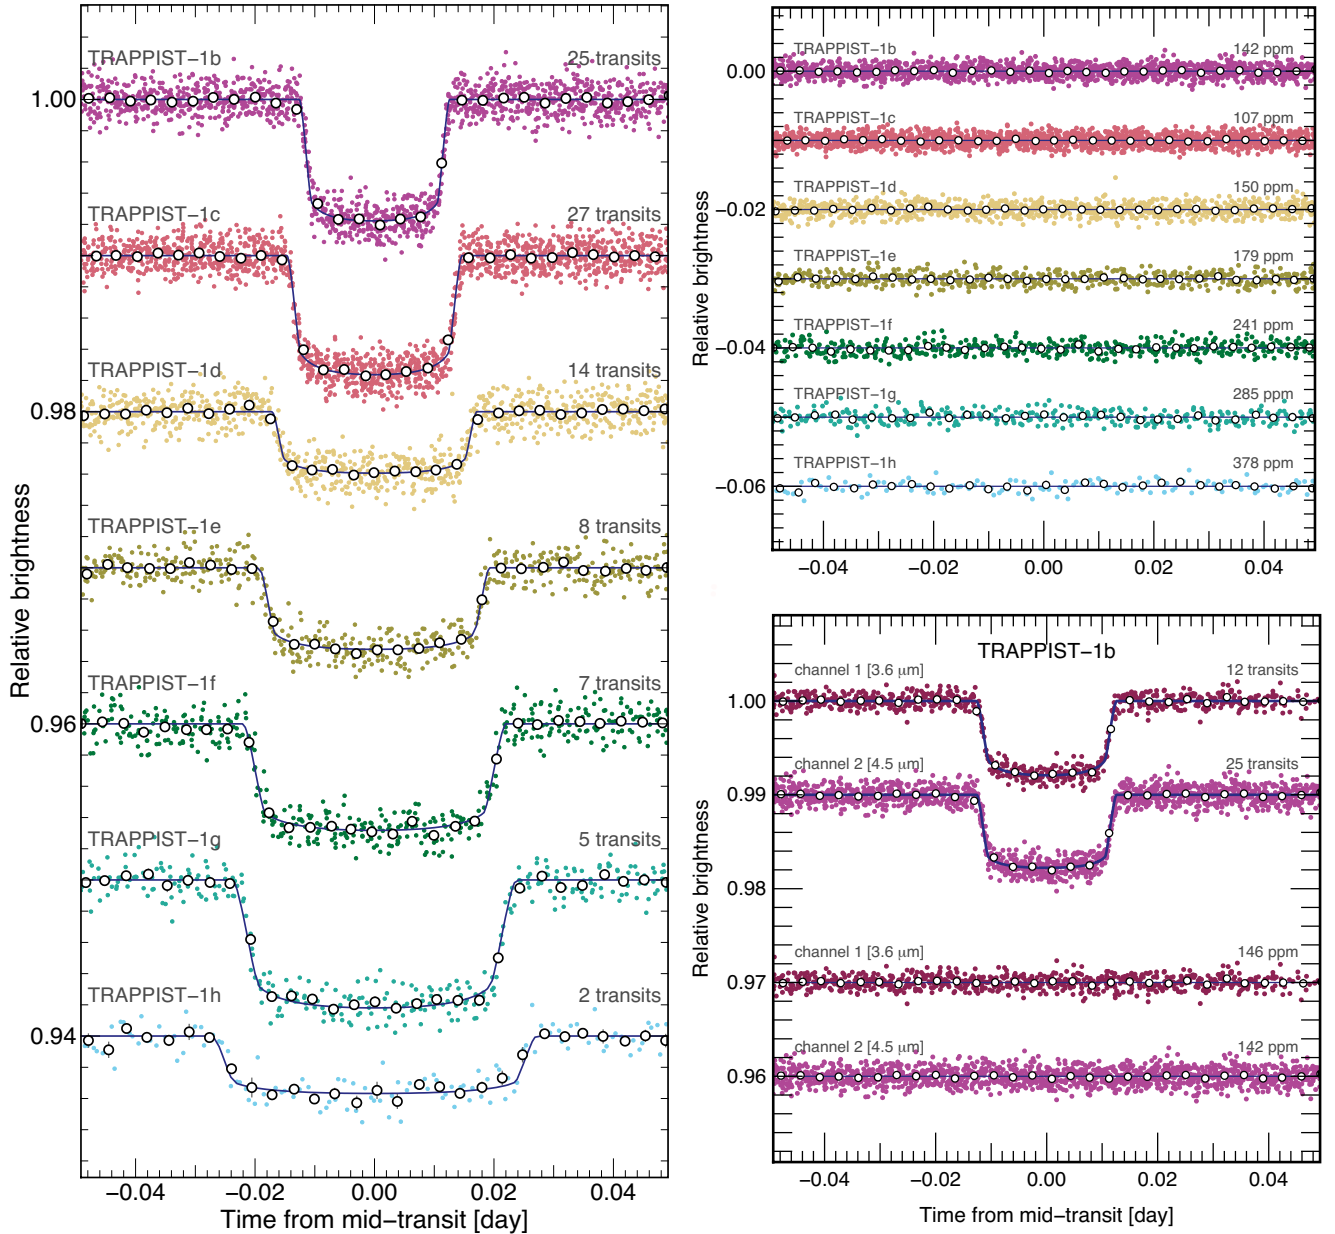 TRAPPIST−1b 25 transits
1.00
TRAPPIST−1c 27 transits
TRAPPIST−1d 14 transits
0.98
TRAPPIST−1e 8 transits
TRAPPIST−1f 7 transits
0.96
TRAPPIST−1g 5 transits
TRAPPIST−1h 2 transits
0.94
Relative brightness
−0.04 −0.02 0.00 0.02 0.04
Time from mid−transit [day]
TRAPPIST−1b 142 ppm
0.00
TRAPPIST−1c 107 ppm
TRAPPIST−1d 150 ppm
−0.02
TRAPPIST−1e 179 ppm
TRAPPIST−1f 241 ppm
−0.04
TRAPPIST−1g 285 ppm
TRAPPIST−1h 378 ppm
−0.06
Relative brightness
−0.04 −0.02 0.00 0.02 0.04
TRAPPIST−1b
channel 1 [3.6 μm] 12 transits
1.00
channel 2 [4.5 μm] 25 transits
0.99
0.98
channel 1 [3.6 μm] 146 ppm
0.97
channel 2 [4.5 μm] 142 ppm
0.96
Relative brightness
−0.04 −0.02 0.00 0.02 0.04
Time from mid−transit [day]